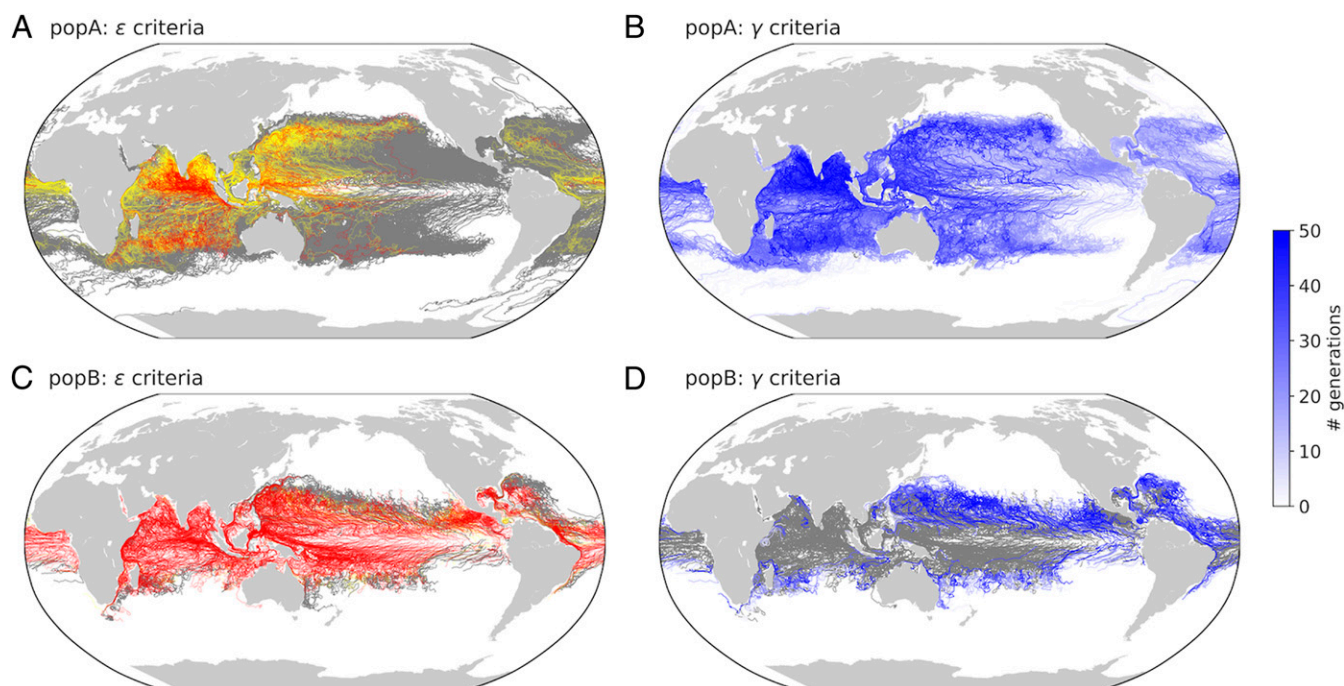 A popA: ε criteria
B popA: γ criteria
C popB: ε criteria
D popB: γ criteria
50
40
30
20
10
0
# generations